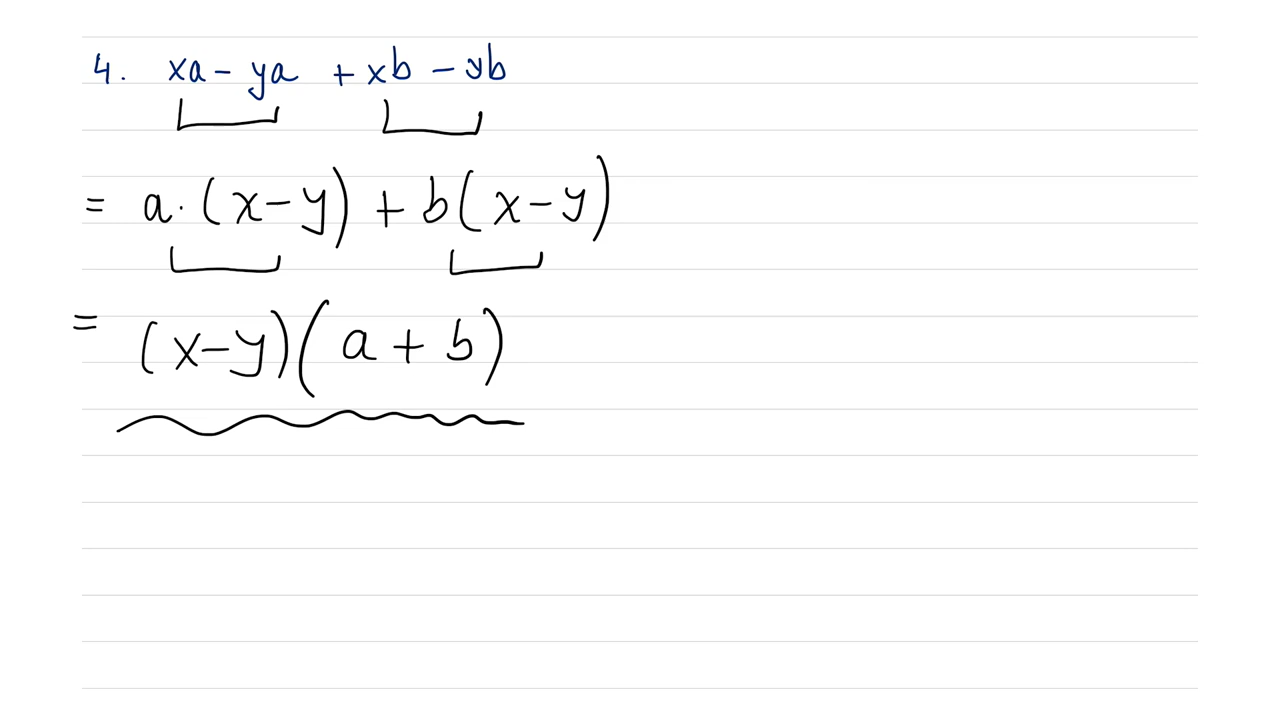 4. xa - ya + xb - yb
= a·(x-y) + b(x-y)
= (x-y)(a + b)